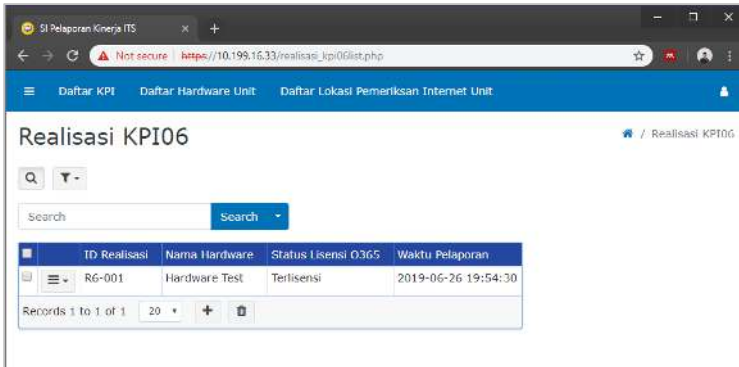 SI Pelaporan Kinerja ITS
Not secure https://10.199.16.33/realisasi_kpi06list.php
Daftar KPI Daftar Hardware Unit Daftar Lokasi Pemeriksan Internet Unit
Realisasi KPI06
/ Realisasi KPI06
Search Search
ID Realisasi Nama Hardware Status Lisensi O365 Waktu Pelaporan
R6-001 Hardware Test Terlisensi 2019-06-26 19:54:30
Records 1 to 1 of 1 20